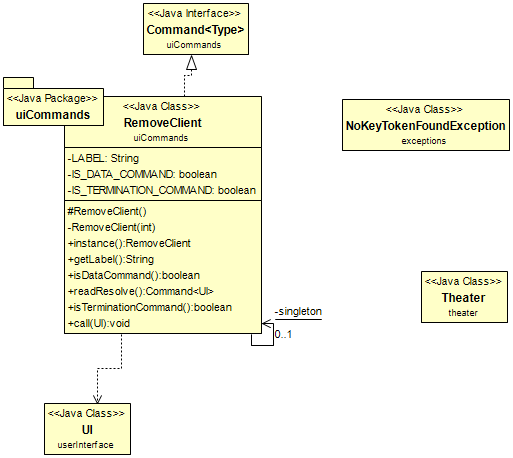 <<Java Interface>>
Command<Type>
uiCommands
<<Java Package>>
uiCommands
<<Java Class>>
RemoveClient
uiCommands
-LABEL: String
-IS_DATA_COMMAND: boolean
-IS_TERMINATION_COMMAND: boolean
#RemoveClient()
-RemoveClient(int)
+instance():RemoveClient
+getLabel():String
+isDataCommand():boolean
+readResolve():Command<UI>
+isTerminationCommand():boolean
+call(UI):void
-singleton
0..1
<<Java Class>>
NoKeyTokenFoundException
exceptions
<<Java Class>>
Theater
theater
<<Java Class>>
UI
userInterface